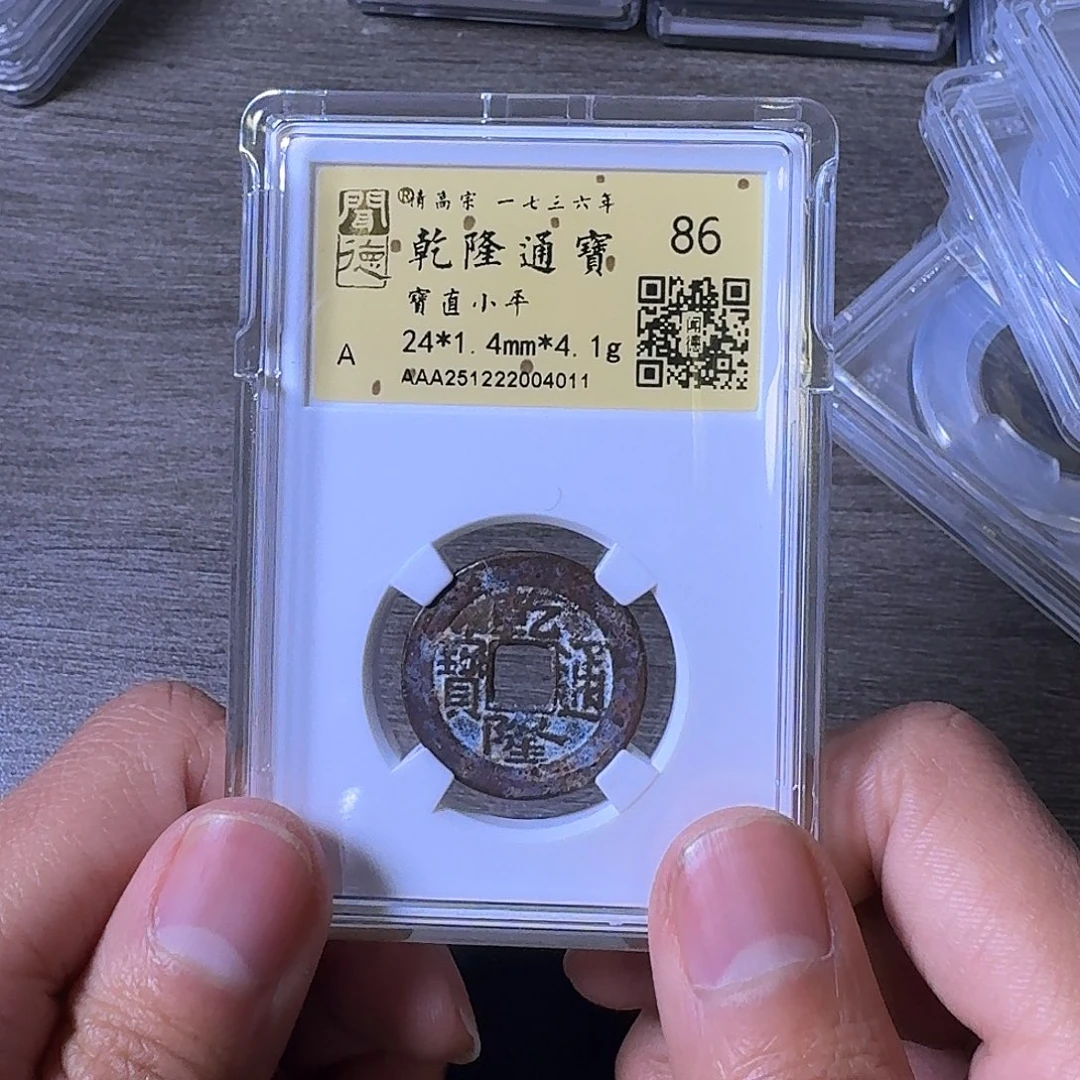 聞德
®清高宗 一七三六年
乾隆通寶
寶直小平
24*1.4mm*4.1g
A
AAA251222004011
86
闻德
乾隆通寶